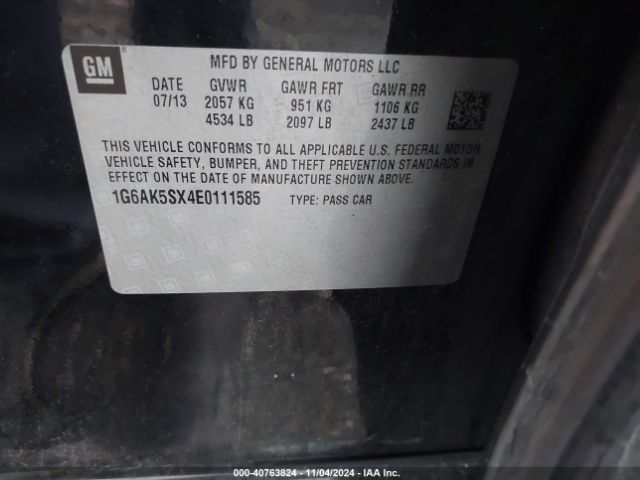 GM
MFD BY GENERAL MOTORS LLC
DATE GVWR GAWR FRT GAWR RR
07/13 2057 KG 951 KG 1106 KG
4534 LB 2097 LB 2437 LB
THIS VEHICLE CONFORMS TO ALL APPLICABLE U.S. FEDERAL MOTOR
VEHICLE SAFETY, BUMPER, AND THEFT PREVENTION STANDARDS IN
EFFECT ON THE DATE OF MANUFACTURE SHOWN ABOVE.
1G6AK5SX4E0111585 TYPE: PASS CAR
000-40763824 - 11/04/2024 - IAA Inc.